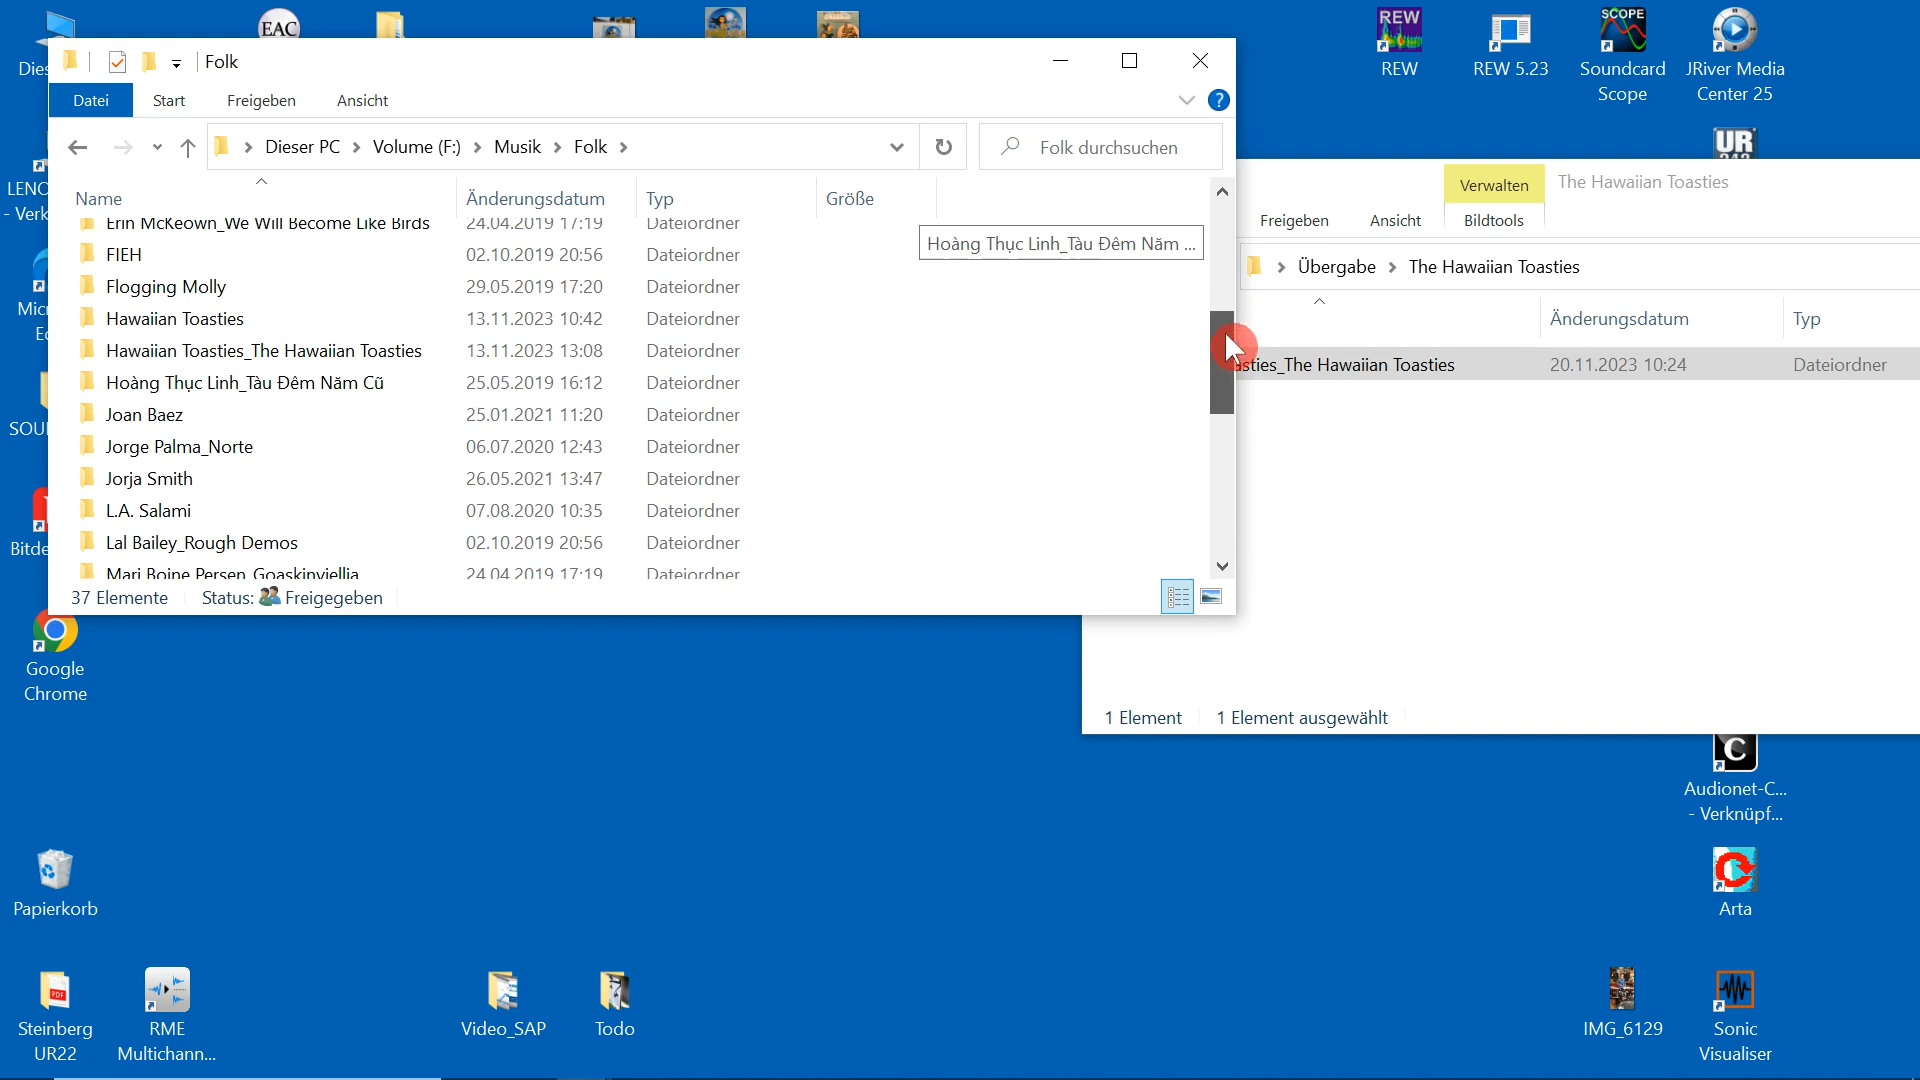 EAC
REW
REW
REW 5.23
SCOPE
Soundcard
Scope
JRiver Media
Center 25
UR
Folk
Datei
Start
Freigeben
Ansicht
Dieser PC
Volume (F:)
Musik
Folk
Folk durchsuchen
Name
Änderungsdatum
Typ
Größe
Erin McKeown_We Will Become Like Birds 24.04.2019 17:19 Dateiordner
FIEH 02.10.2019 20:56 Dateiordner
Flogging Molly 29.05.2019 17:20 Dateiordner
Hawaiian Toasties 13.11.2023 10:42 Dateiordner
Hawaiian Toasties_The Hawaiian Toasties 13.11.2023 13:08 Dateiordner
Hoàng Thục Linh_Tàu Đêm Năm Cũ 25.05.2019 16:12 Dateiordner
Joan Baez 25.01.2021 11:20 Dateiordner
Jorge Palma_Norte 06.07.2020 12:43 Dateiordner
Jorja Smith 26.05.2021 13:47 Dateiordner
L.A. Salami 07.08.2020 10:35 Dateiordner
Lal Bailey_Rough Demos 02.10.2019 20:56 Dateiordner
Mari Boine Persen_Goaskinviellja 24.04.2019 17:19 Dateiordner
Hoàng Thục Linh_Tàu Đêm Năm ...
37 Elemente
Status: Freigegeben
Verwalten
The Hawaiian Toasties
Freigeben
Ansicht
Bildtools
Übergabe
The Hawaiian Toasties
Änderungsdatum
Typ
sties_The Hawaiian Toasties 20.11.2023 10:24 Dateiordner
1 Element
1 Element ausgewählt
Dies
LENO
- Verk
Micr
Ed
SOUI
Bitde
Google
Chrome
Papierkorb
PDF
Steinberg
UR22
RME
Multichann...
Video_SAP
Todo
Audionet-C...
- Verknüpf...
Arta
IMG_6129
Sonic
Visualiser